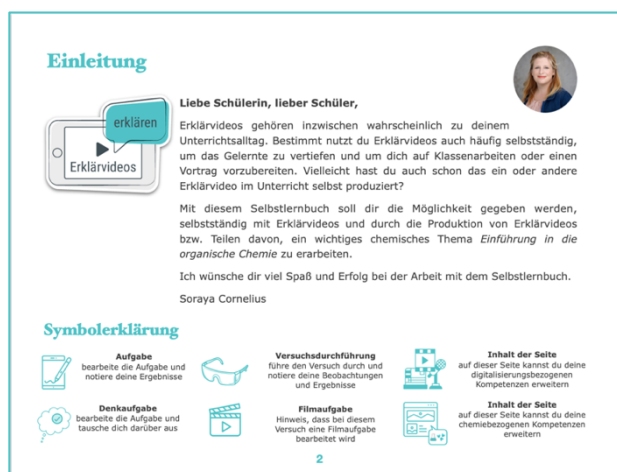 Einleitung
erklären
Erklärvideos
Liebe Schülerin, lieber Schüler,
Erklärvideos gehören inzwischen wahrscheinlich zu deinem
Unterrichtsalltag. Bestimmt nutzt du Erklärvideos auch häufig selbstständig,
um das Gelernte zu vertiefen und um dich auf Klassenarbeiten oder einen
Vortrag vorzubereiten. Vielleicht hast du auch schon das ein oder andere
Erklärvideo im Unterricht selbst produziert?
Mit diesem Selbstlernbuch soll dir die Möglichkeit gegeben werden,
selbstständig mit Erklärvideos und durch die Produktion von Erklärvideos
bzw. Teilen davon, ein wichtiges chemisches Thema Einführung in die
organische Chemie zu erarbeiten.
Ich wünsche dir viel Spaß und Erfolg bei der Arbeit mit dem Selbstlernbuch.
Soraya Cornelius
Symbolerklärung
Aufgabe
bearbeite die Aufgabe und
notiere deine Ergebnisse
Versuchsdurchführung
führe den Versuch durch und
notiere deine Beobachtungen
und Ergebnisse
Inhalt der Seite
auf dieser Seite kannst du deine
digitalisierungsbezogenen
Kompetenzen erweitern
Denkaufgabe
bearbeite die Aufgabe und
tausche dich darüber aus
Filmaufgabe
Hinweis, dass bei diesem
Versuch eine Filmaufgabe
bearbeitet wird
Inhalt der Seite
auf dieser Seite kannst du deine
chemiebezogenen Kompetenzen
erweitern
2